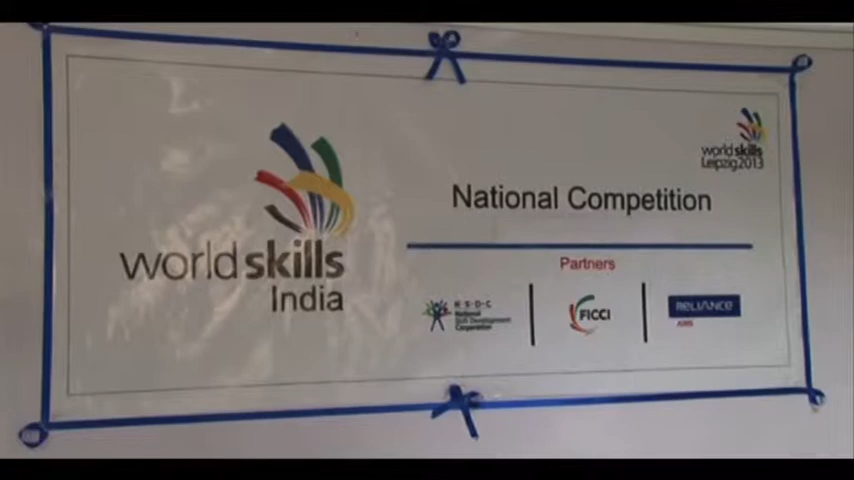 worldskills
India
worldskills
Leipzig2013
National Competition
Partners
N·S·D·C
National
Skill Development
Corporation
FICCI
RELIANCE